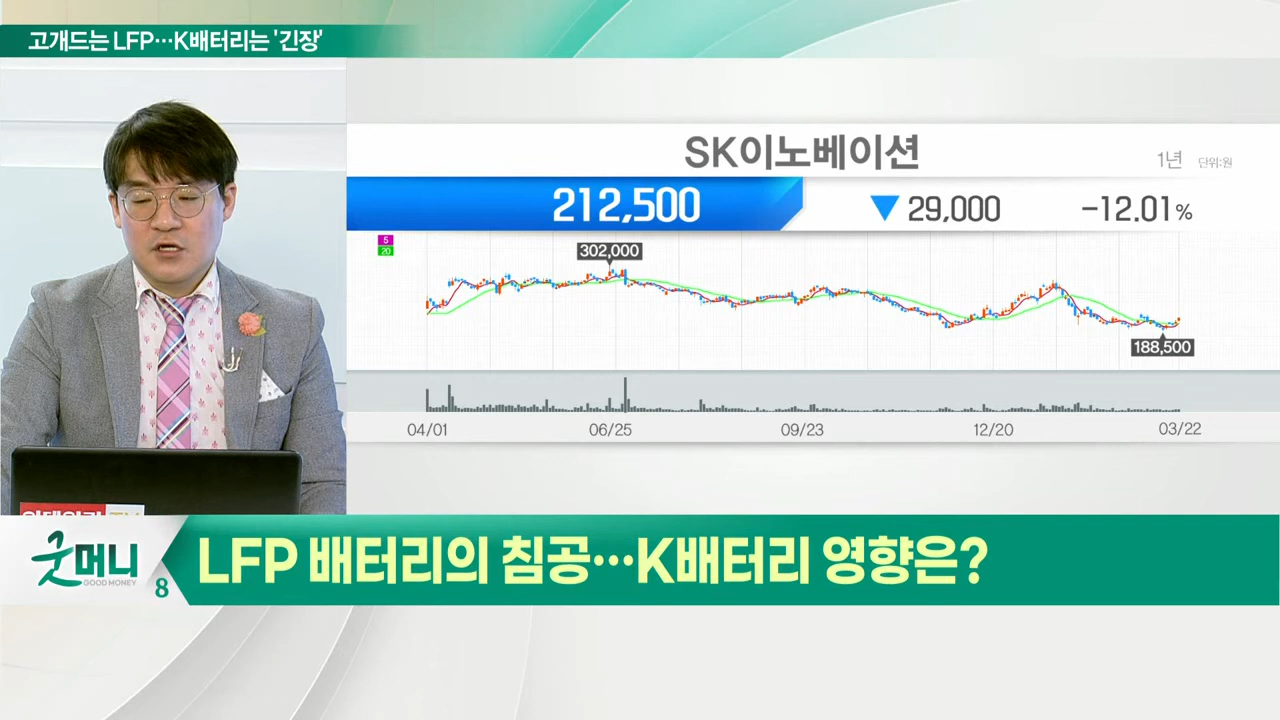 고개드는 LFP…K배터리는 '긴장'
SK이노베이션
1년 단위:원
212,500 ▼ 29,000 -12.01%
5
20
302,000
188,500
04/01 06/25 09/23 12/20 03/22
굿머니
GOOD MONEY
8
LFP 배터리의 침공…K배터리 영향은?